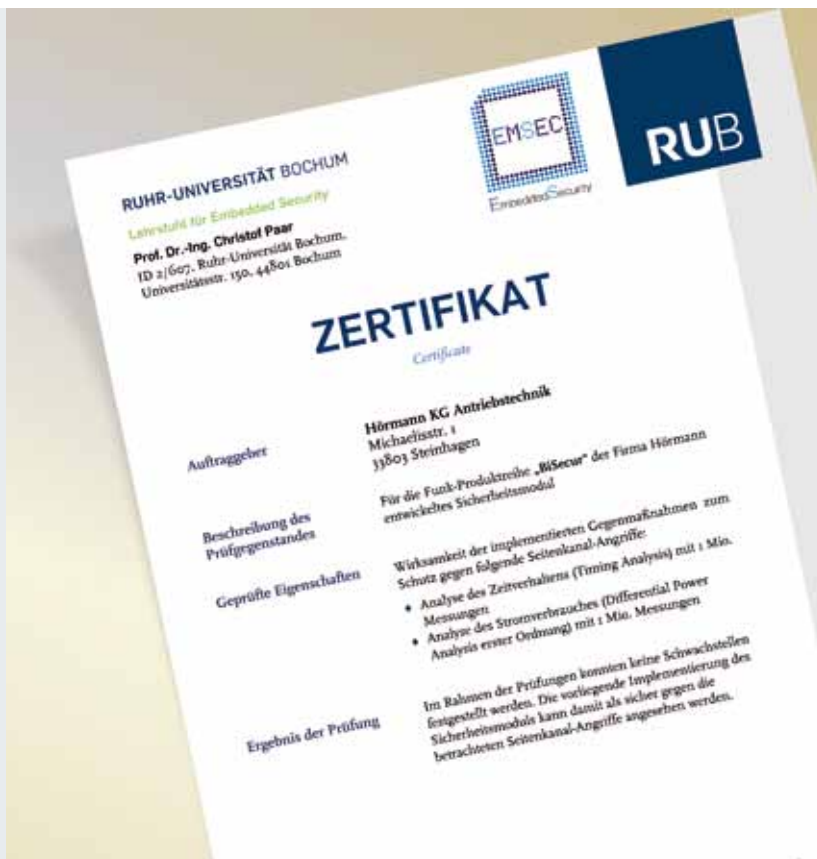 RUHR-UNIVERSITÄT BOCHUM
Lehrstuhl für Embedded Security
Prof. Dr.-Ing. Christof Paar
ID 2/607, Ruhr-Universität Bochum,
Universitätsstr. 150, 44801 Bochum
EMSEC
EmbeddedSecurity
RUB
ZERTIFIKAT
Certificate
Auftraggeber
Hörmann KG Antriebstechnik
Michaelisstr. 1
33803 Steinhagen
Beschreibung des
Prüfgegenstandes
Für die Funk-Produktreihe „BiSecur“ der Firma Hörmann
entwickeltes Sicherheitsmodul
Geprüfte Eigenschaften
Wirksamkeit der implementierten Gegenmaßnahmen zum
Schutz gegen folgende Seitenkanal-Angriffe:
• Analyse des Zeitverhaltens (Timing Analysis) mit 1 Mio.
Messungen
• Analyse des Stromverbrauches (Differential Power
Analysis erster Ordnung) mit 1 Mio. Messungen
Ergebnis der Prüfung
Im Rahmen der Prüfungen konnten keine Schwachstellen
festgestellt werden. Die vorliegende Implementierung des
Sicherheitsmoduls kann damit als sicher gegen die
betrachteten Seitenkanal-Angriffe angesehen werden.